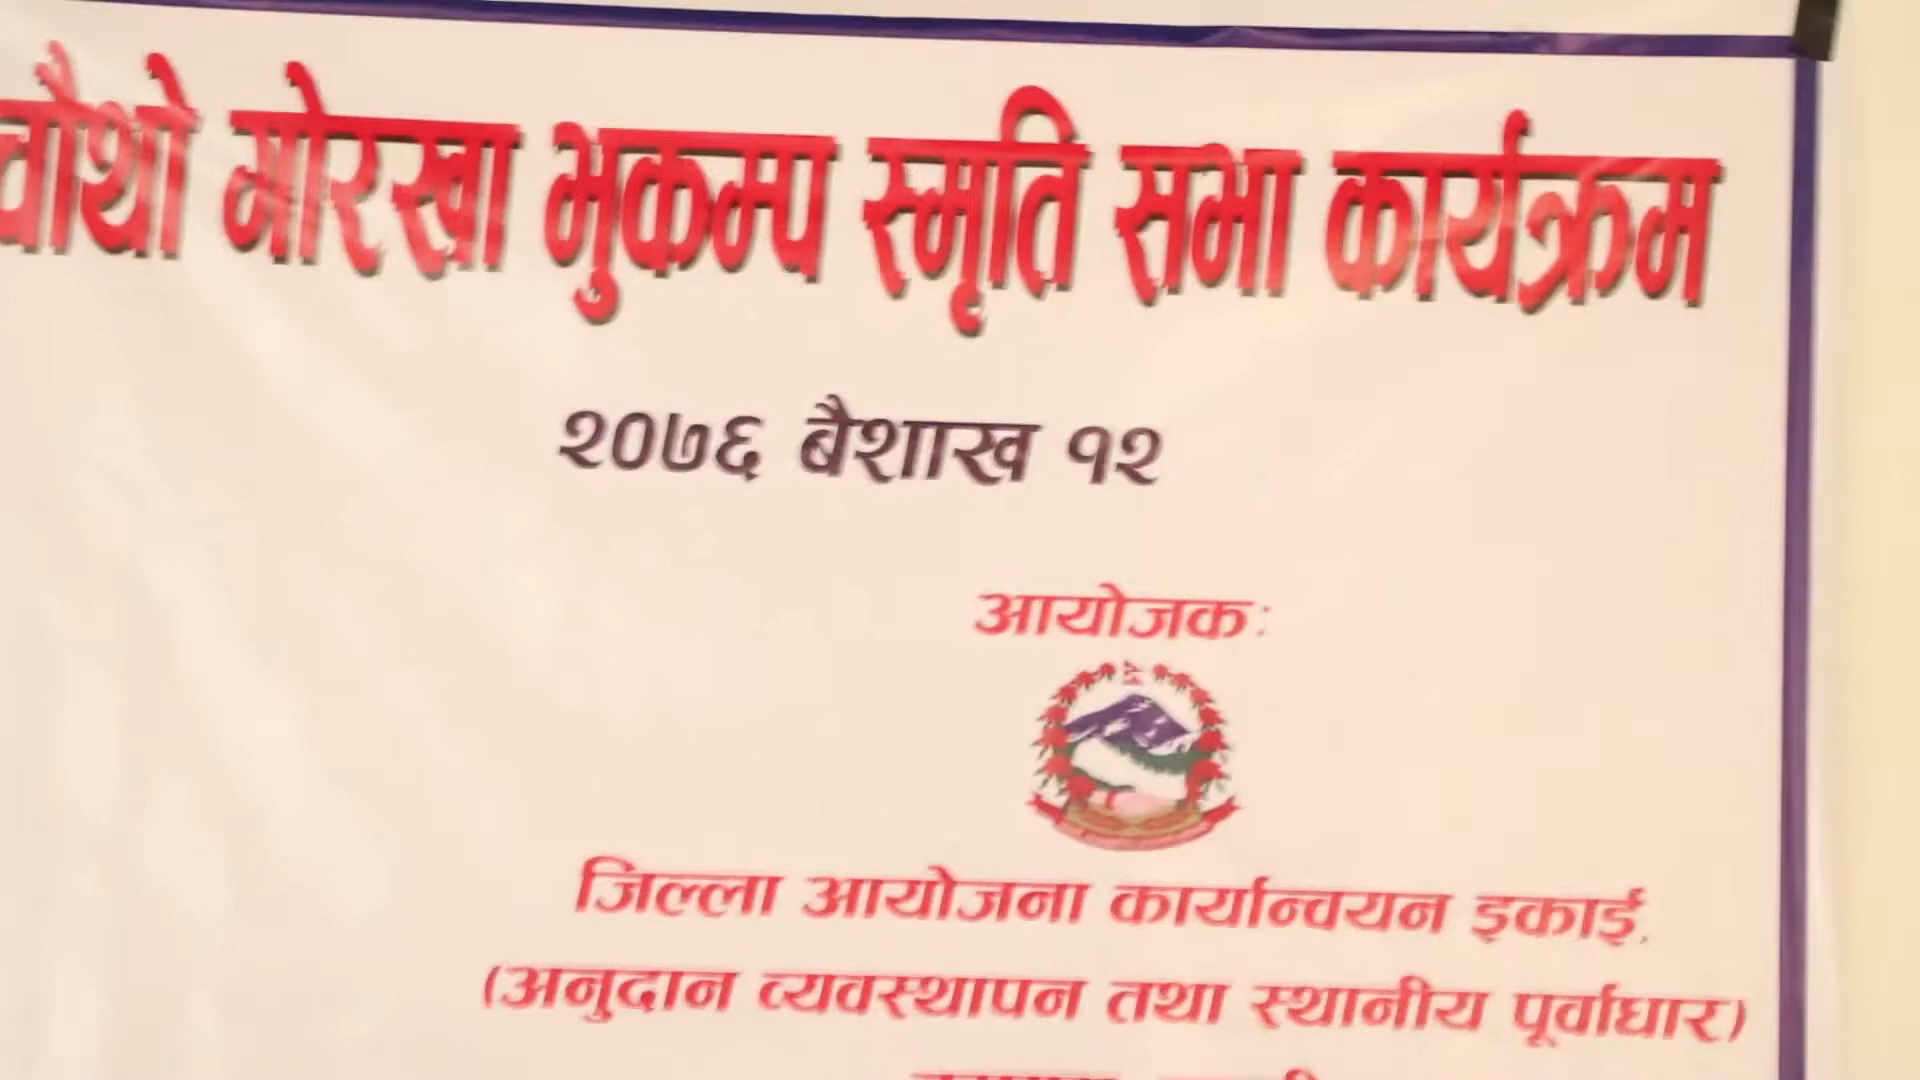 चौथो गोरखा भुकम्प स्मृति सभा कार्यक्रम
२०७६ बैशाख १२
आयोजकः
जिल्ला आयोजना कार्यान्वयन इकाई,
(अनुदान व्यवस्थापन तथा स्थानीय पूर्वाधार)